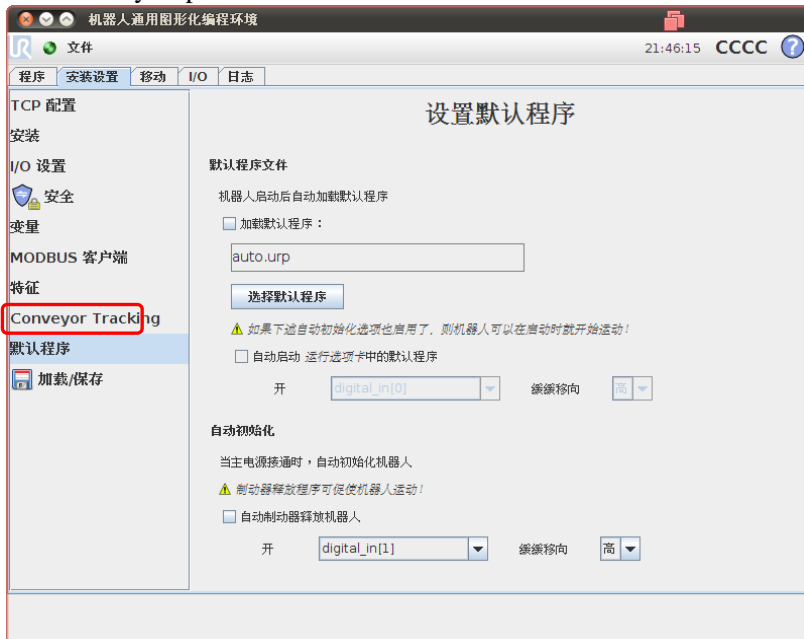 机器人通用图形化编程环境
文件
21:46:15 CCCC ?
程序 安装设置 移动 I/O 日志
TCP 配置
安装
I/O 设置
安全
变量
MODBUS 客户端
特征
Conveyor Tracking
默认程序
加载/保存
设置默认程序
默认程序文件
机器人启动后自动加载默认程序
加载默认程序：
auto.urp
选择默认程序
如果下述自动初始化选项也启用了，则机器人可以在启动时就开始运动！
自动启动 运行选项卡中的默认程序
开 digital_in[0] 缓缓移向 高
自动初始化
当主电源接通时，自动初始化机器人
制动器释放程序可促使机器人运动！
自动制动器释放机器人
开 digital_in[1] 缓缓移向 高